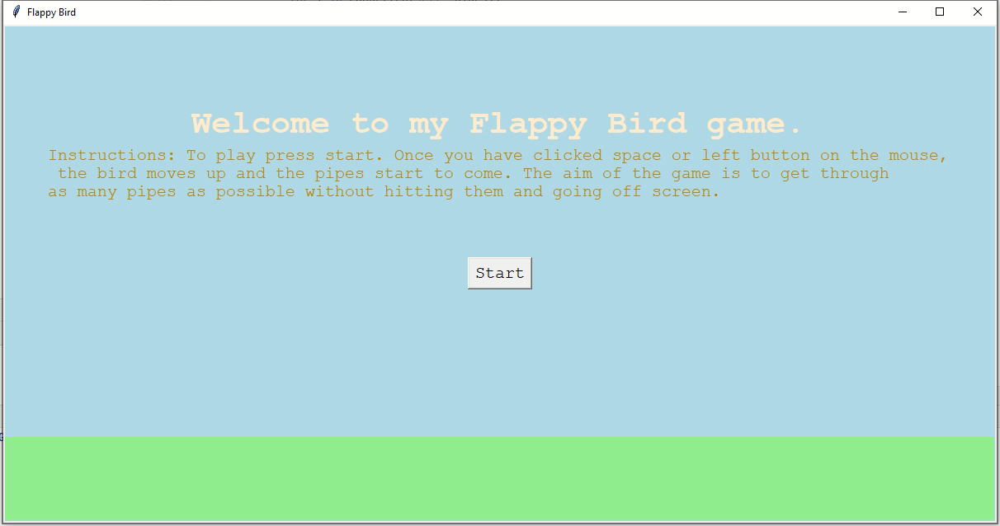 Flappy Bird
Welcome to my Flappy Bird game.
Instructions: To play press start. Once you have clicked space or left button on the mouse,
the bird moves up and the pipes start to come. The aim of the game is to get through
as many pipes as possible without hitting them and going off screen.
Start